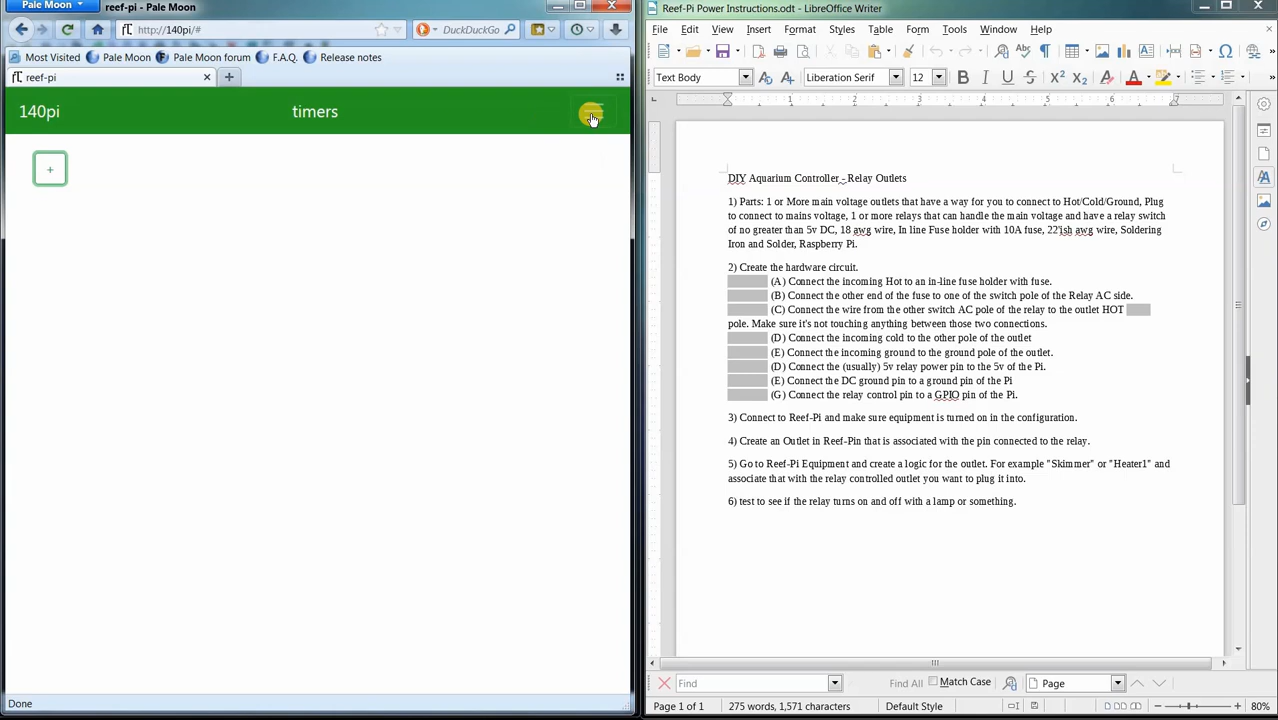 Pale Moon
reef-pi - Pale Moon
http://140pi/#
DuckDuckGo
Most Visited
Pale Moon
Pale Moon forum
F.A.Q.
Release notes
reef-pi
140pi
timers
+
Done
Reef-Pi Power Instructions.odt - LibreOffice Writer
File Edit View Insert Format Styles Table Form Tools Window Help
Text Body
Liberation Serif
12
1 2 3 4 5 6 7
DIY Aquarium Controller - Relay Outlets
1) Parts: 1 or More main voltage outlets that have a way for you to connect to Hot/Cold/Ground, Plug
to connect to mains voltage, 1 or more relays that can handle the main voltage and have a relay switch
of no greater than 5v DC, 18 awg wire, In line Fuse holder with 10A fuse, 22'ish awg wire, Soldering
Iron and Solder, Raspberry Pi.
2) Create the hardware circuit.
(A) Connect the incoming Hot to an in-line fuse holder with fuse.
(B) Connect the other end of the fuse to one of the switch pole of the Relay AC side.
(C) Connect the wire from the other switch AC pole of the relay to the outlet HOT
pole. Make sure it's not touching anything between those two connections.
(D) Connect the incoming cold to the other pole of the outlet
(E) Connect the incoming ground to the ground pole of the outlet.
(D) Connect the (usually) 5v relay power pin to the 5v of the Pi.
(E) Connect the DC ground pin to a ground pin of the Pi
(G) Connect the relay control pin to a GPIO pin of the Pi.
3) Connect to Reef-Pi and make sure equipment is turned on in the configuration.
4) Create an Outlet in Reef-Pin that is associated with the pin connected to the relay.
5) Go to Reef-Pi Equipment and create a logic for the outlet. For example "Skimmer" or "Heater1" and
associate that with the relay controlled outlet you want to plug it into.
6) test to see if the relay turns on and off with a lamp or something.
Find
Find All
Match Case
Page
Page 1 of 1
275 words, 1,571 characters
Default Style
80%